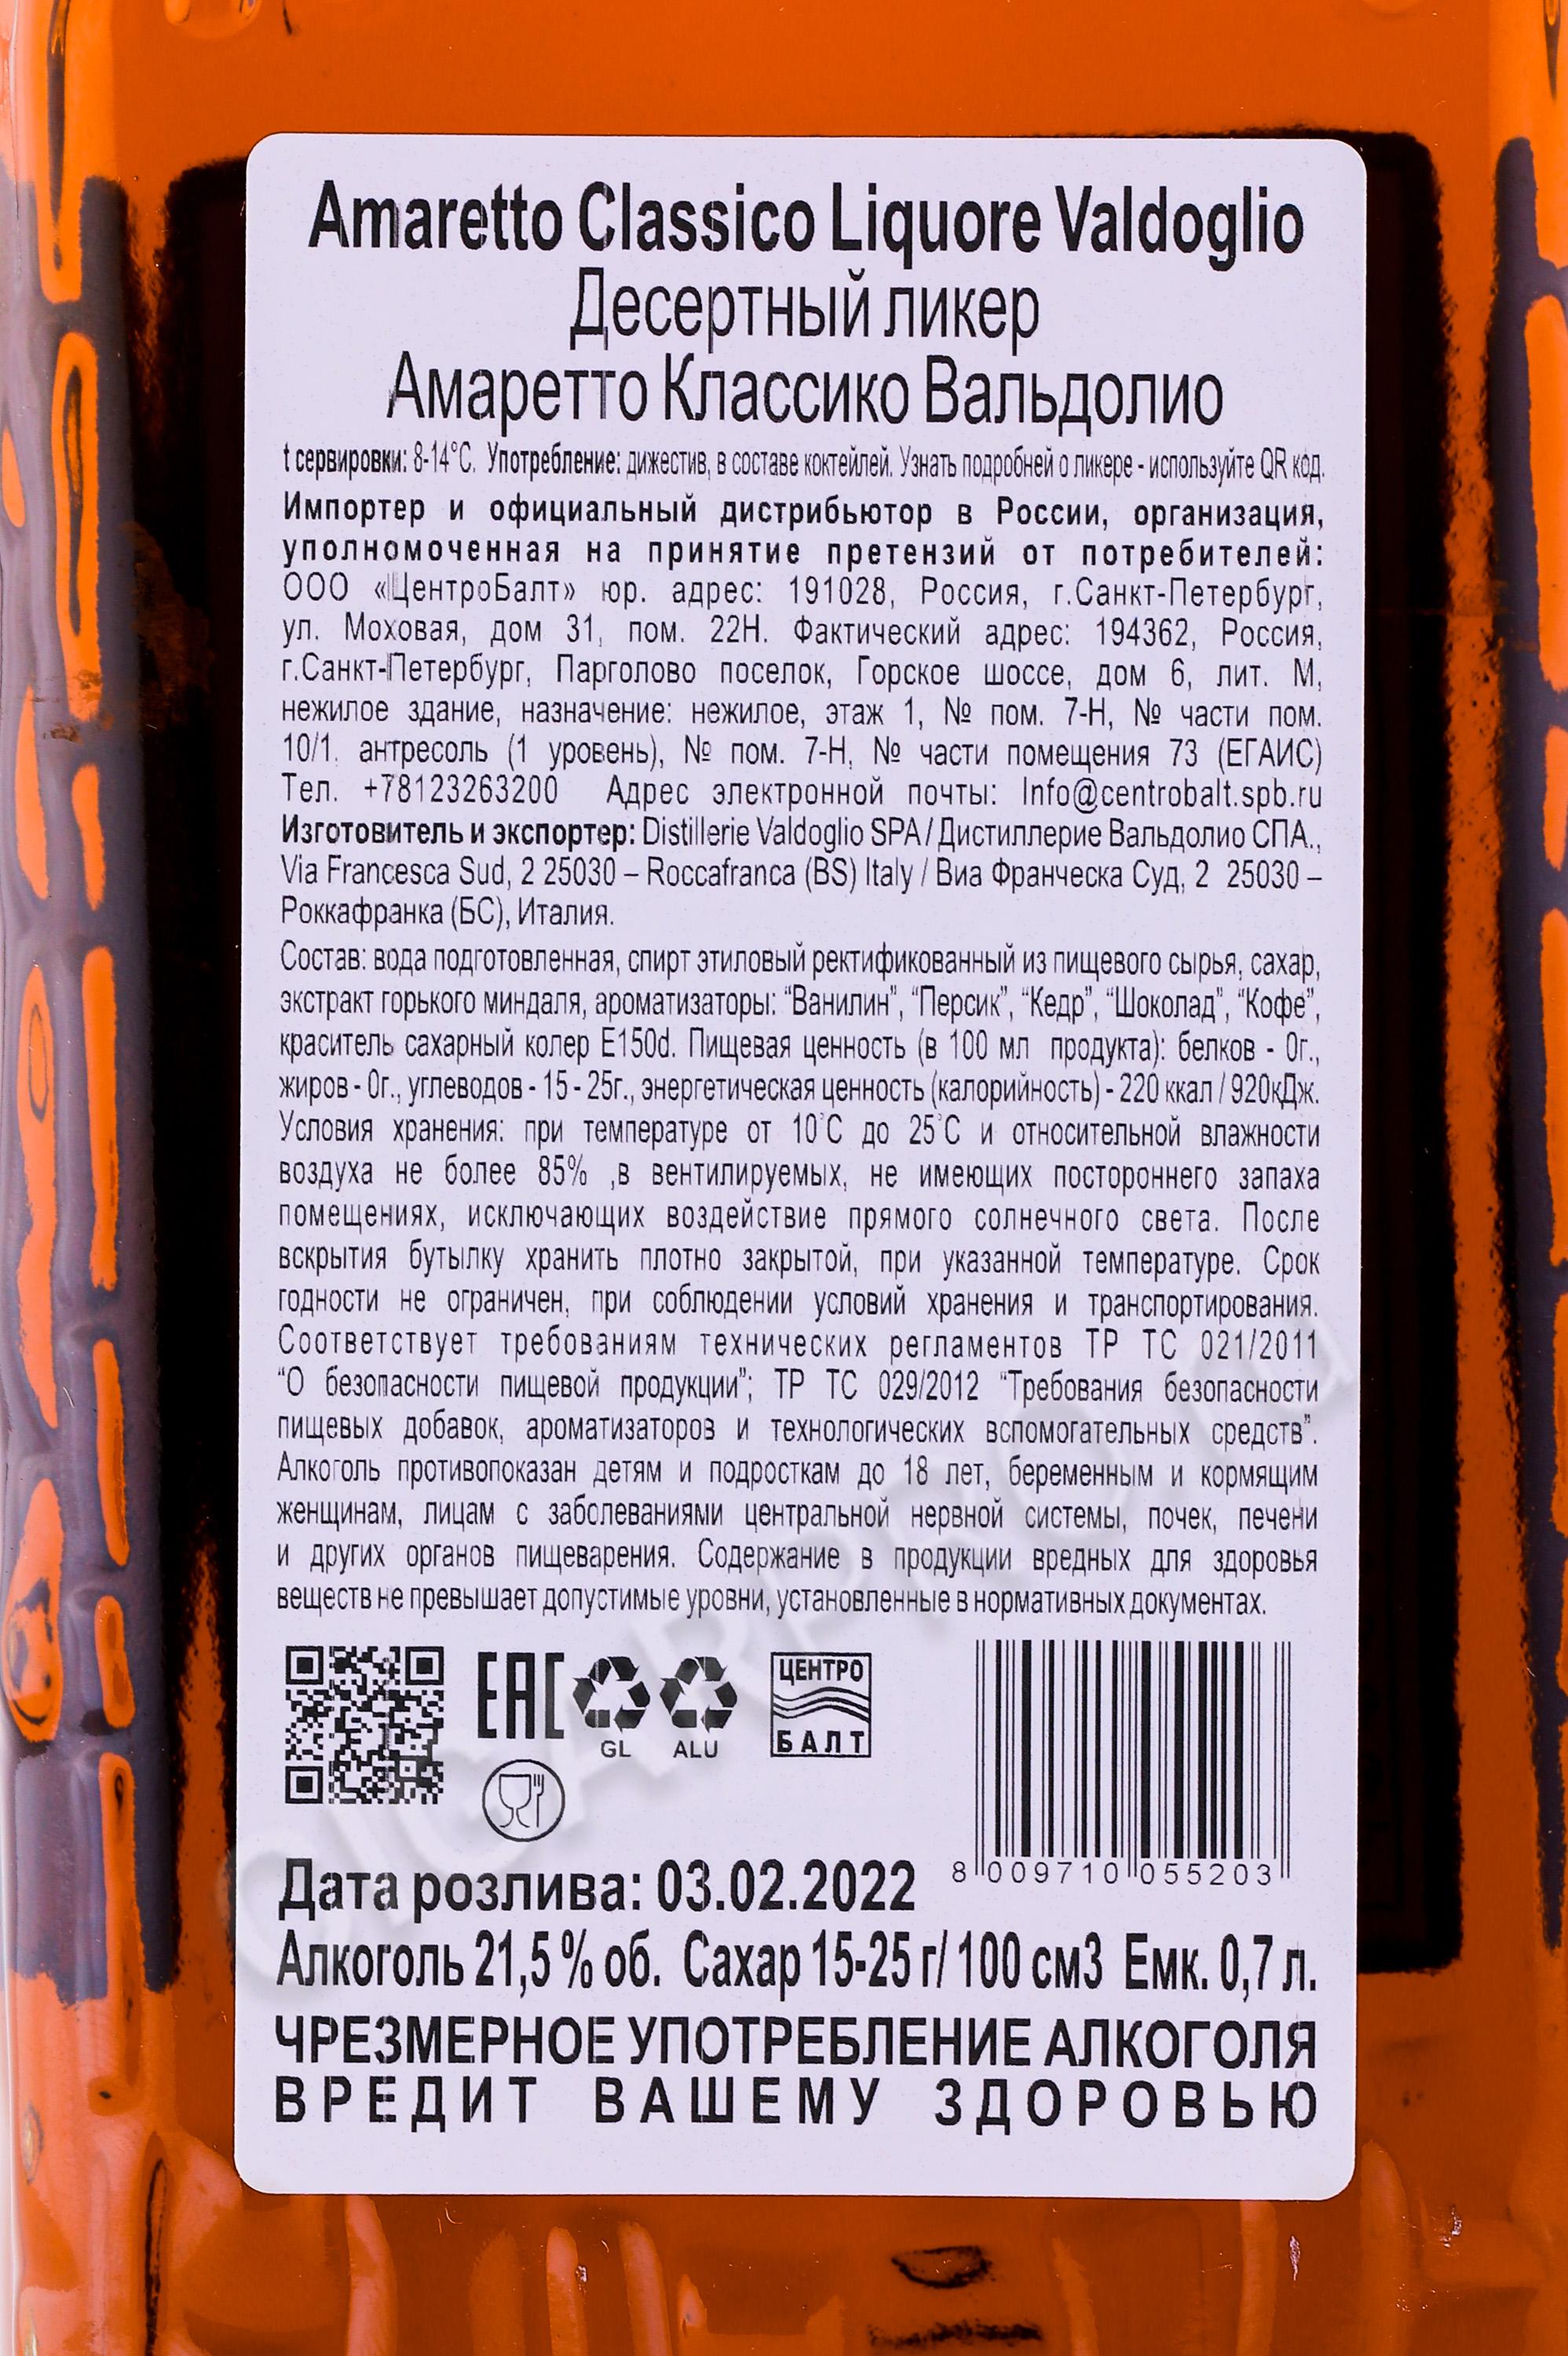 Amaretto Classico Liquore Valdoglio
Десертный ликер
Амаретто Классико Вальдолио
t сервировки: 8-14°C. Употребление: дижестив, в составе коктейлей. Узнать подробней о ликере - используйте QR код.
Импортер и официальный дистрибьютор в России, организация,
уполномоченная на принятие претензий от потребителей:
ООО «ЦентроБалт» юр. адрес: 191028, Россия, г.Санкт-Петербург,
ул. Моховая, дом 31, пом. 22Н. Фактический адрес: 194362, Россия,
г.Санкт-Петербург, Парголово поселок, Горское шоссе, дом 6, лит. М,
нежилое здание, назначение: нежилое, этаж 1, № пом. 7-Н, № части пом.
10/1, антресоль (1 уровень), № пом. 7-Н, № части помещения 73 (ЕГАИС)
Тел. +78123263200 Адрес электронной почты: Info@centrobalt.spb.ru
Изготовитель и экспортер: Distillerie Valdoglio SPA / Дистиллерие Вальдолио СПА.,
Via Francesca Sud, 2 25030 – Roccafranca (BS) Italy / Виа Франческа Суд, 2 25030 –
Роккафранка (БС), Италия.
Состав: вода подготовленная, спирт этиловый ректификованный из пищевого сырья, сахар,
экстракт горького миндаля, ароматизаторы: "Ванилин", "Персик", "Кедр", "Шоколад", "Кофе",
краситель сахарный колер E150d. Пищевая ценность (в 100 мл продукта): белков - 0г.,
жиров - 0г., углеводов - 15 - 25г., энергетическая ценность (калорийность) - 220 ккал / 920кДж.
Условия хранения: при температуре от 10°С до 25°С и относительной влажности
воздуха не более 85% ,в вентилируемых, не имеющих постороннего запаха
помещениях, исключающих воздействие прямого солнечного света. После
вскрытия бутылку хранить плотно закрытой, при указанной температуре. Срок
годности не ограничен, при соблюдении условий хранения и транспортирования.
Соответствует требованиям технических регламентов ТР ТС 021/2011
"О безопасности пищевой продукции"; ТР ТС 029/2012 "Требования безопасности
пищевых добавок, ароматизаторов и технологических вспомогательных средств".
Алкоголь противопоказан детям и подросткам до 18 лет, беременным и кормящим
женщинам, лицам с заболеваниями центральной нервной системы, почек, печени
и других органов пищеварения. Содержание в продукции вредных для здоровья
веществ не превышает допустимые уровни, установленные в нормативных документах.
EAC
GL ALU
ЦЕНТРО
БАЛТ
8 009710 055203
Дата розлива: 03.02.2022
Алкоголь 21,5 % об. Сахар 15-25 г/ 100 см3 Емк. 0,7 л.
ЧРЕЗМЕРНОЕ УПОТРЕБЛЕНИЕ АЛКОГОЛЯ
ВРЕДИТ ВАШЕМУ ЗДОРОВЬЮ
CIGARPRO.ru